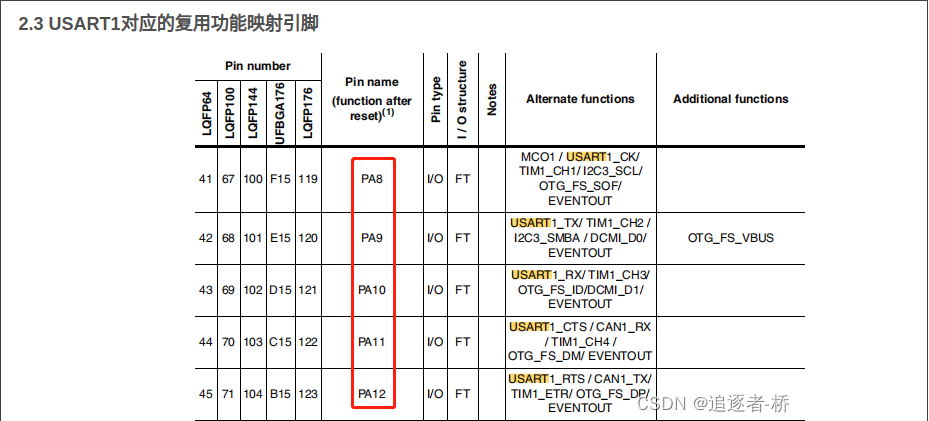 2.3 USART1对应的复用功能映射引脚
Pin number
LQFP64
LQFP100
LQFP144
UFBGA176
LQFP176
Pin name
(function after
reset)(1)
Pin type
I / O structure
Notes
Alternate functions
Additional functions
41 67 100 F15 119 PA8 I/O FT
MCO1 / USART1_CK/
TIM1_CH1/ I2C3_SCL/
OTG_FS_SOF/
EVENTOUT
42 68 101 E15 120 PA9 I/O FT
USART1_TX/ TIM1_CH2 /
I2C3_SMBA / DCMI_D0/
EVENTOUT
OTG_FS_VBUS
43 69 102 D15 121 PA10 I/O FT
USART1_RX/ TIM1_CH3/
OTG_FS_ID/DCMI_D1/
EVENTOUT
44 70 103 C15 122 PA11 I/O FT
USART1_CTS / CAN1_RX
/ TIM1_CH4 /
OTG_FS_DM/ EVENTOUT
45 71 104 B15 123 PA12 I/O FT
USART1_RTS / CAN1_TX/
TIM1_ETR/ OTG_FS_DP/
EVENTOUT
CSDN @追逐者-桥